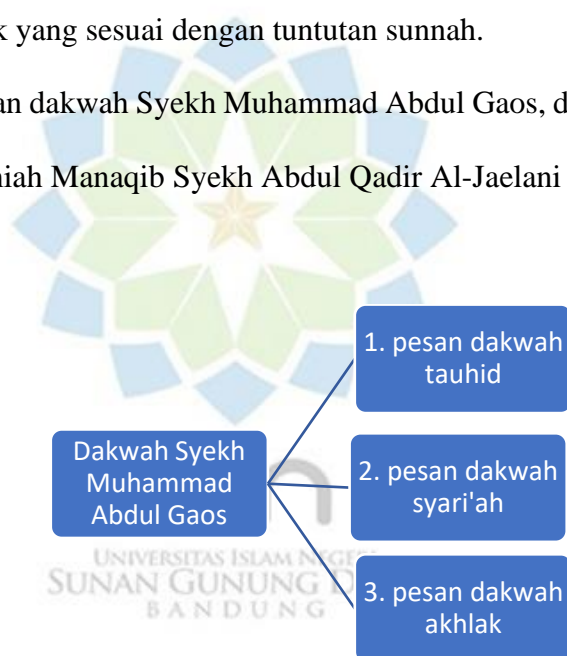 yang sesuai dengan tuntutan sunnah.
dakwah Syekh Muhammad Abdul Gaos,
Manaqib Syekh Abdul Qadir Al-Jaelani
1. pesan dakwah
tauhid
Dakwah Syekh
Muhammad
Abdul Gaos
2. pesan dakwah
syari'ah
UNIVERSITAS ISLAM
SUNAN GUNUNG
BANDUNG
3. pesan dakwah
akhlak